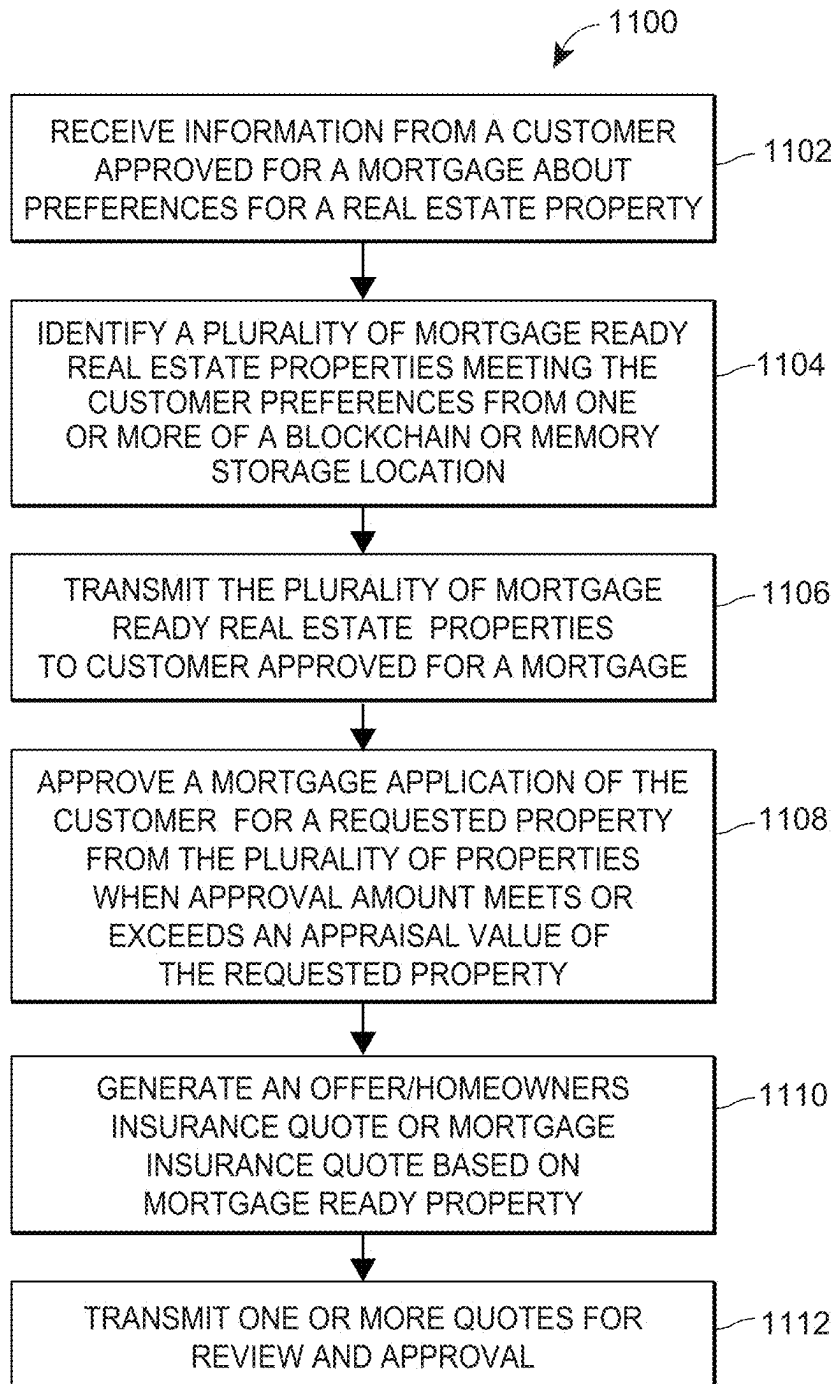 1100
RECEIVE INFORMATION FROM A CUSTOMER
APPROVED FOR A MORTGAGE ABOUT
PREFERENCES FOR A REAL ESTATE PROPERTY
1102
IDENTIFY A PLURALITY OF MORTGAGE READY
REAL ESTATE PROPERTIES MEETING THE
CUSTOMER PREFERENCES FROM ONE
OR MORE OF A BLOCKCHAIN OR MEMORY
STORAGE LOCATION
1104
TRANSMIT THE PLURALITY OF MORTGAGE
READY REAL ESTATE PROPERTIES
TO CUSTOMER APPROVED FOR A MORTGAGE
1106
APPROVE A MORTGAGE APPLICATION OF THE
CUSTOMER FOR A REQUESTED PROPERTY
FROM THE PLURALITY OF PROPERTIES
WHEN APPROVAL AMOUNT MEETS OR
EXCEEDS AN APPRAISAL VALUE OF
THE REQUESTED PROPERTY
1108
GENERATE AN OFFER/HOMEOWNERS
INSURANCE QUOTE OR MORTGAGE
INSURANCE QUOTE BASED ON
MORTGAGE READY PROPERTY
1110
TRANSMIT ONE OR MORE QUOTES FOR
REVIEW AND APPROVAL
1112